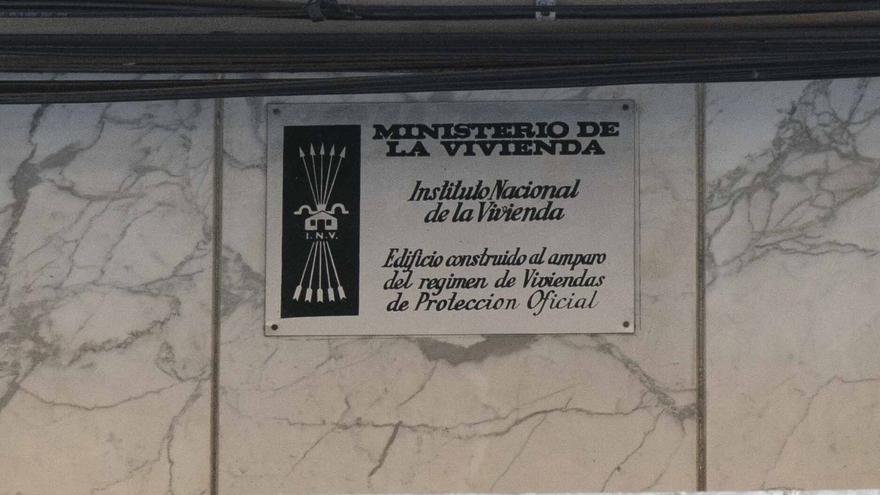 MINISTERIO DE
LA VIVIENDA
Instituto Nacional
de la Vivienda
I.N.V.
Edificio construido al amparo
del regimen de Viviendas
de Proteccion Oficial